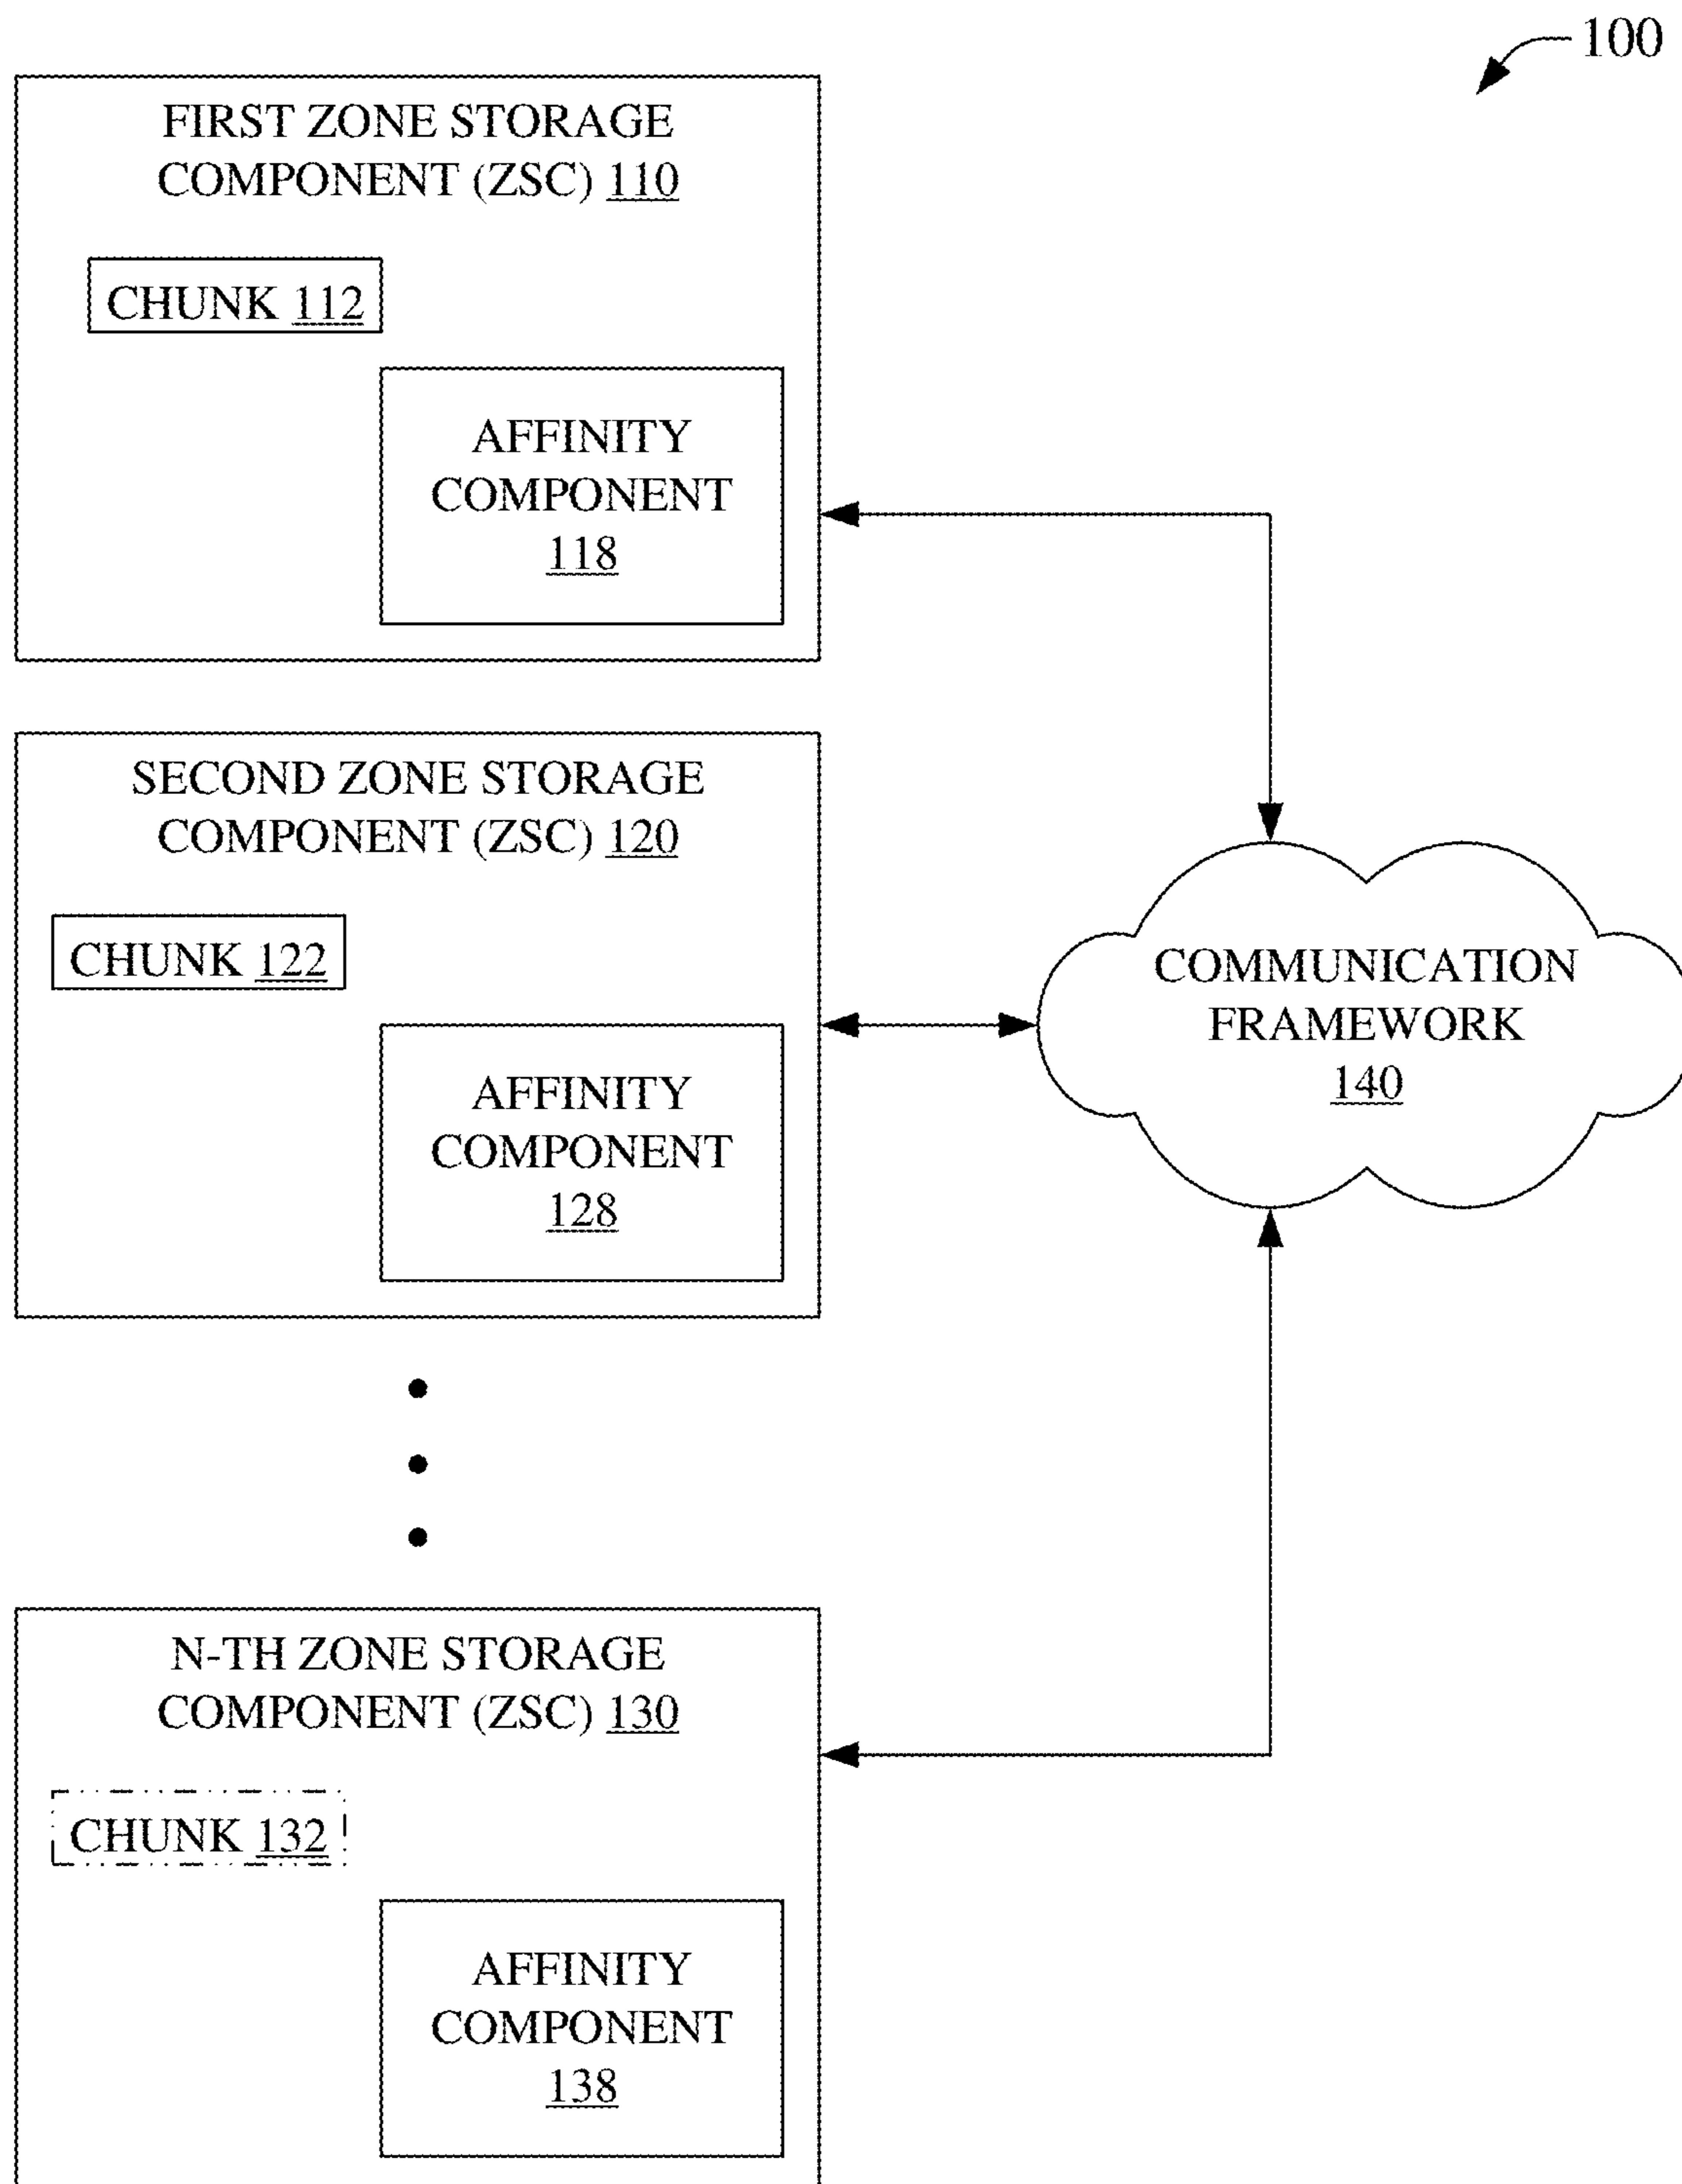 100
FIRST ZONE STORAGE
COMPONENT (ZSC) 110
CHUNK 112
AFFINITY
COMPONENT
118
SECOND ZONE STORAGE
COMPONENT (ZSC) 120
CHUNK 122
AFFINITY
COMPONENT
128
COMMUNICATION
FRAMEWORK
140
N-TH ZONE STORAGE
COMPONENT (ZSC) 130
CHUNK 132
AFFINITY
COMPONENT
138